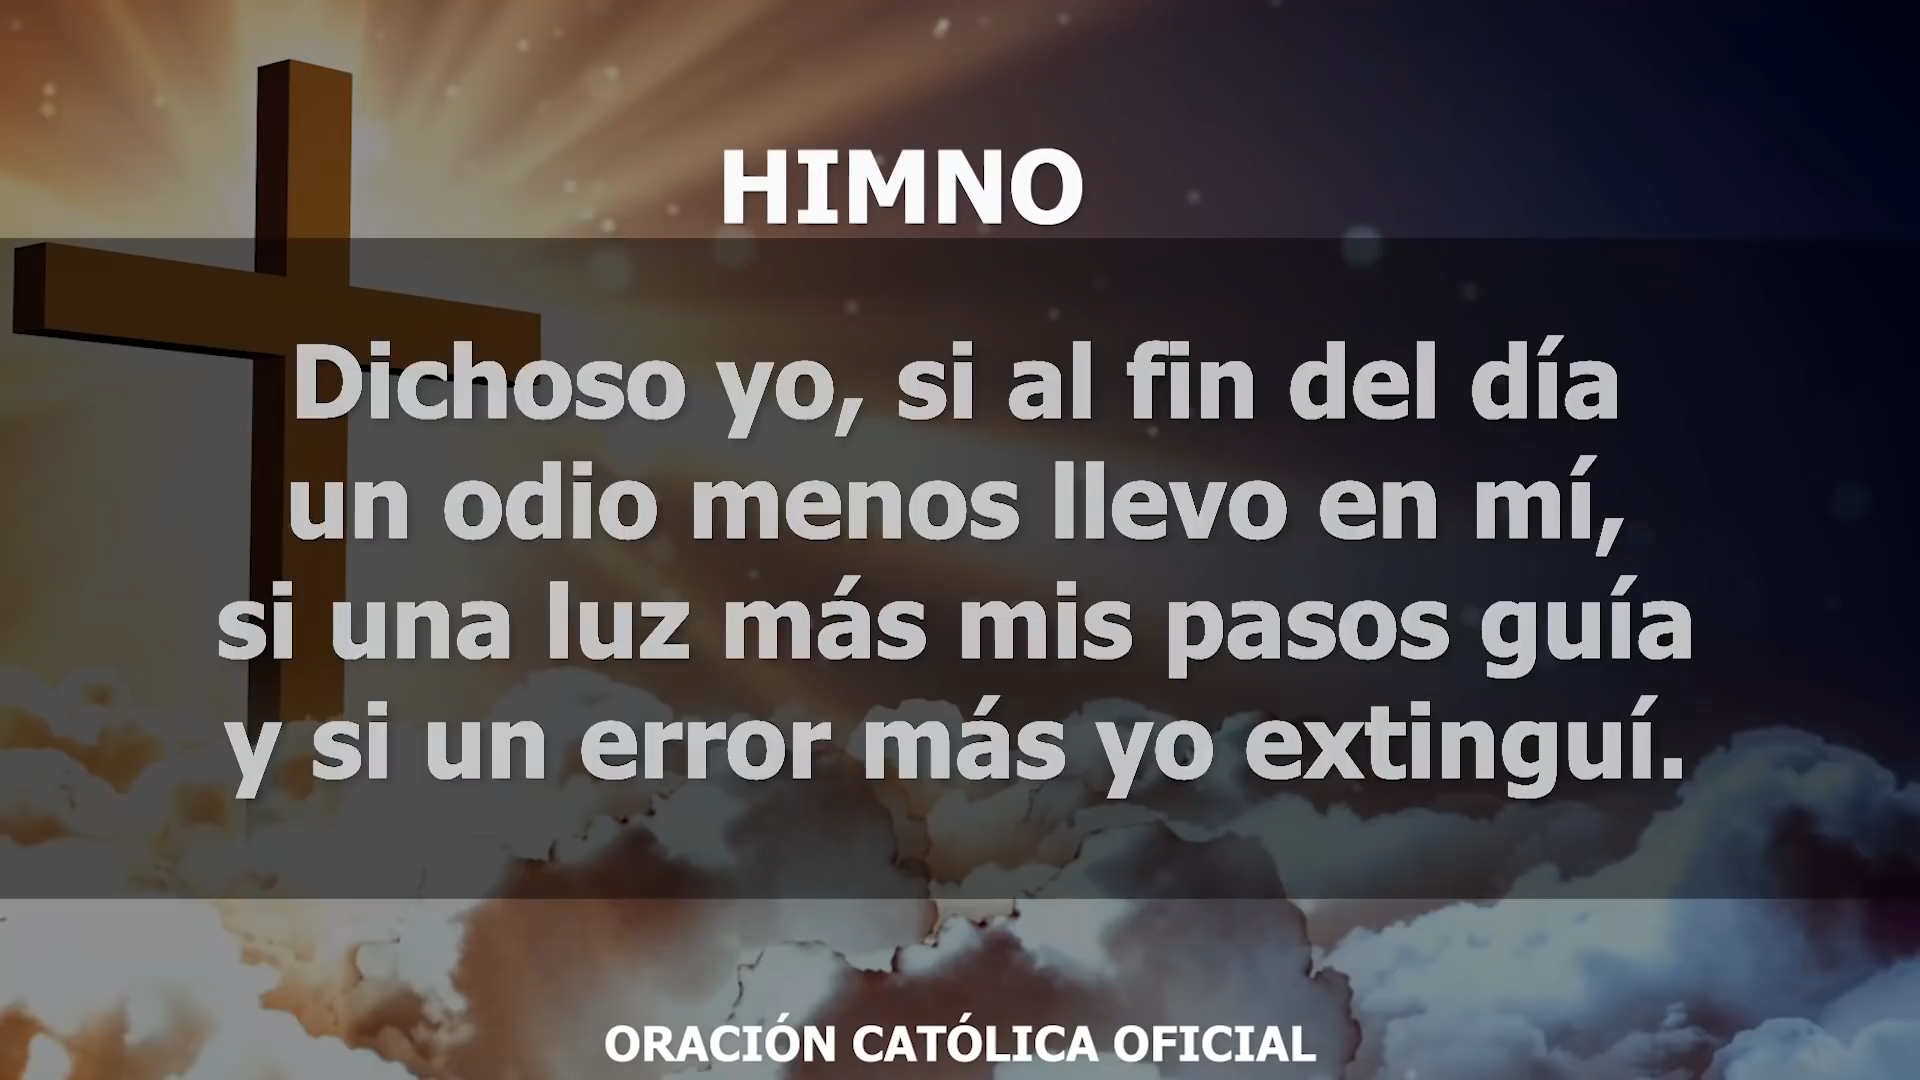 HIMNO
Dichoso yo, si al fin del día
un odio menos llevo en mí,
si una luz más mis pasos guía
y si un error más yo extinguí.
ORACIÓN CATÓLICA OFICIAL